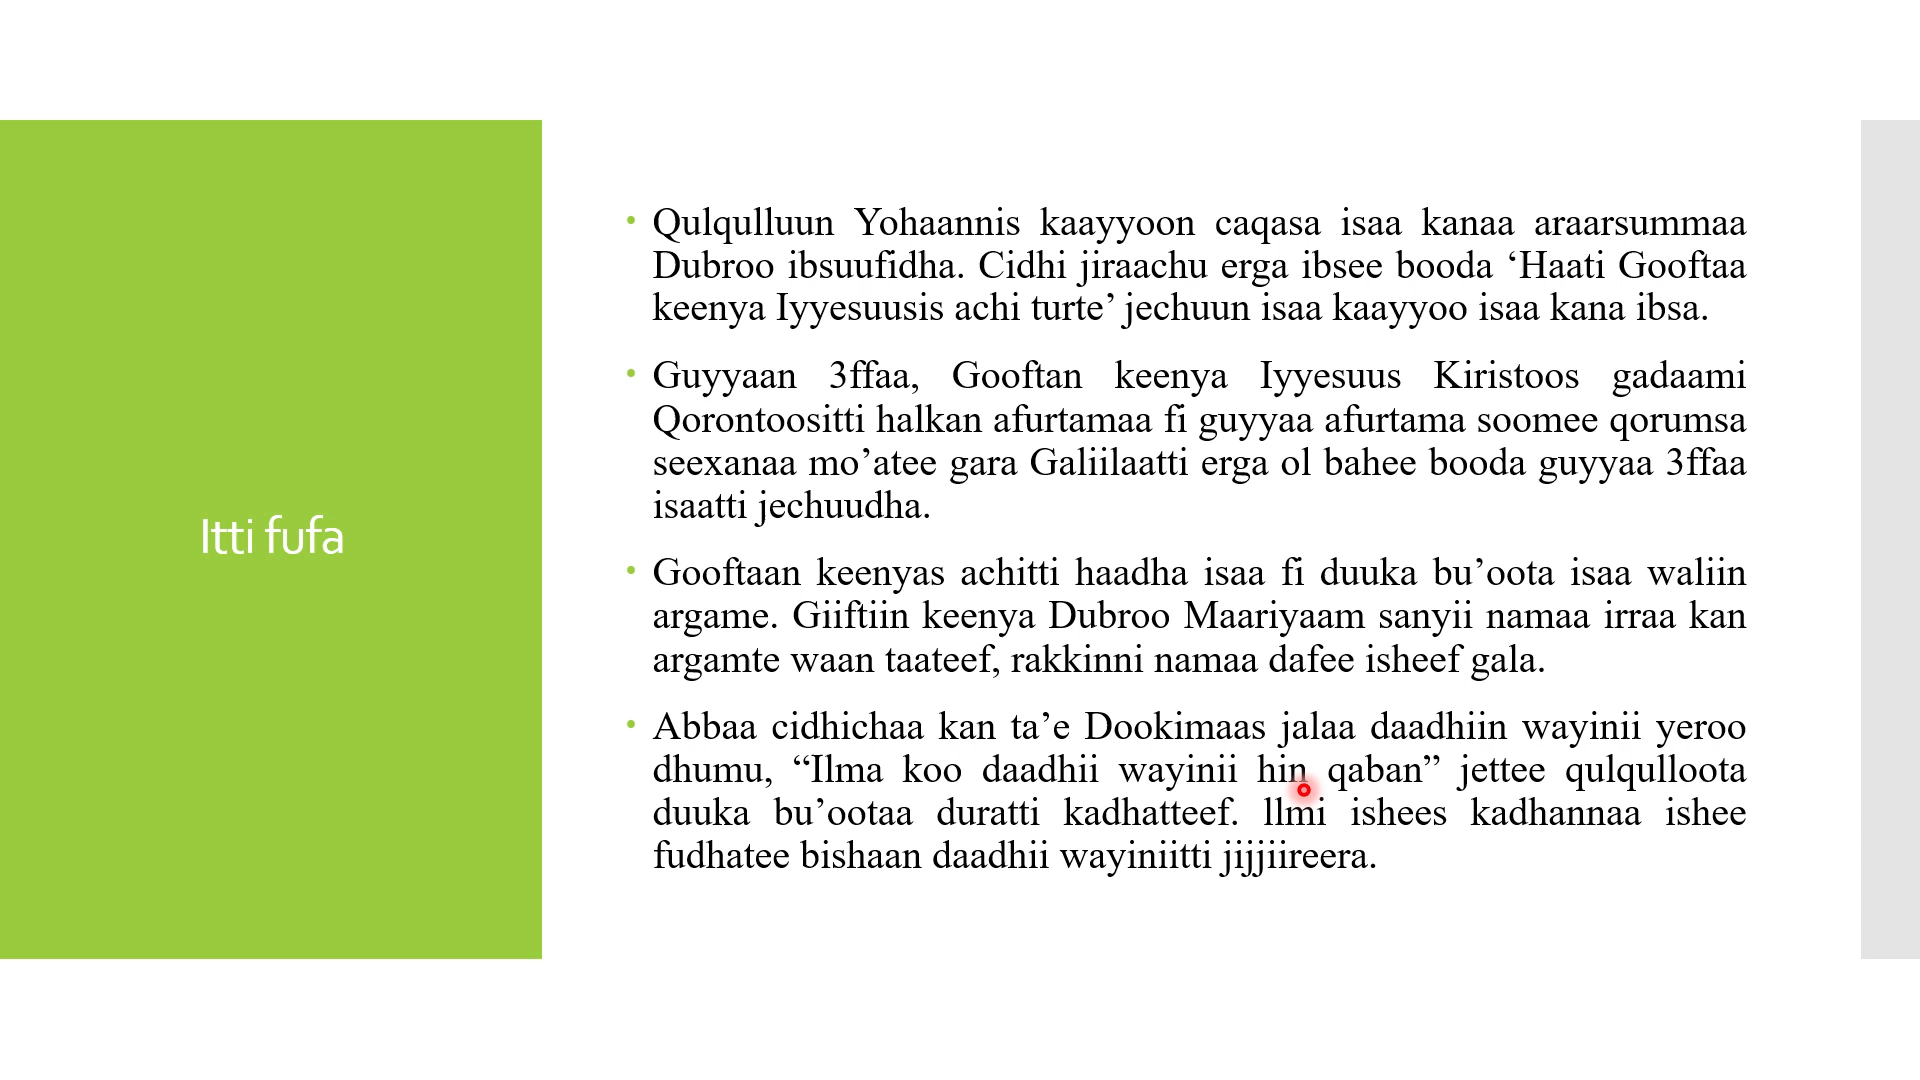 Itti fufa
• Qulqulluun Yohaannis kaayyoon caqasa isaa kanaa araarsummaa
Dubroo ibsuufidha. Cidhi jiraachu erga ibsee booda ‘Haati Gooftaa
keenya Iyyesuusis achi turte’ jechuun isaa kaayyoo isaa kana ibsa.
• Guyyaan 3ffaa, Gooftan keenya Iyyesuus Kiristoos gadaami
Qorontoositti halkan afurtamaa fi guyyaa afurtama soomee qorumsa
seexanaa mo’atee gara Galiilaatti erga ol bahee booda guyyaa 3ffaa
isaatti jechuudha.
• Gooftaan keenyas achitti haadha isaa fi duuka bu’oota isaa waliin
argame. Giiftiin keenya Dubroo Maariyaam sanyii namaa irraa kan
argamte waan taateef, rakkinni namaa dafee isheef gala.
• Abbaa cidhichaa kan ta’e Dookimaas jalaa daadhiin wayinii yeroo
dhumu, “Ilma koo daadhii wayinii hin qaban” jettee qulqulloota
duuka bu’ootaa duratti kadhatteef. llmi ishees kadhannaa ishee
fudhatee bishaan daadhii wayiniitti jijjiireera.